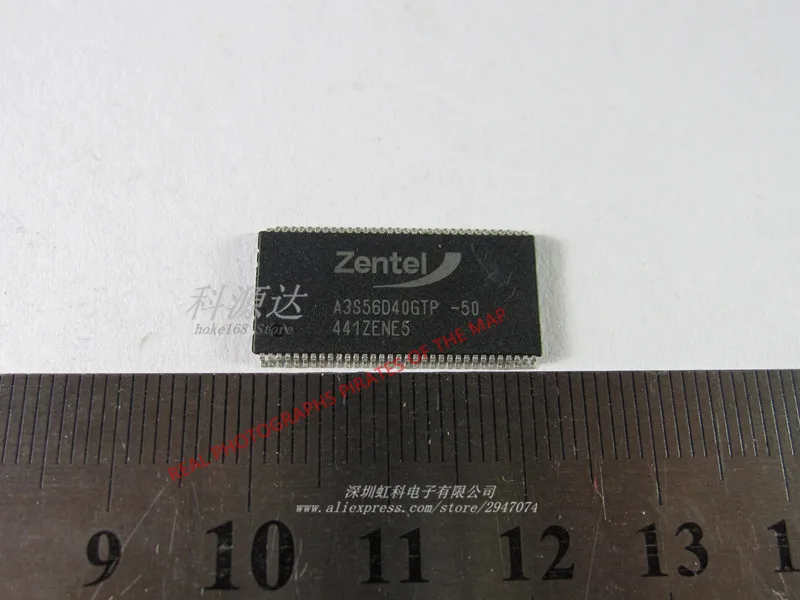 Zentel
A3S56D40GTP -50
441ZENE5
科源达
hoke168 Store
REAL PHOTOGRAPHS PIRATES OF THE MAP
深圳虹科电子有限公司
www.aliexpress.com/store/2947074
9 10 11 12 13